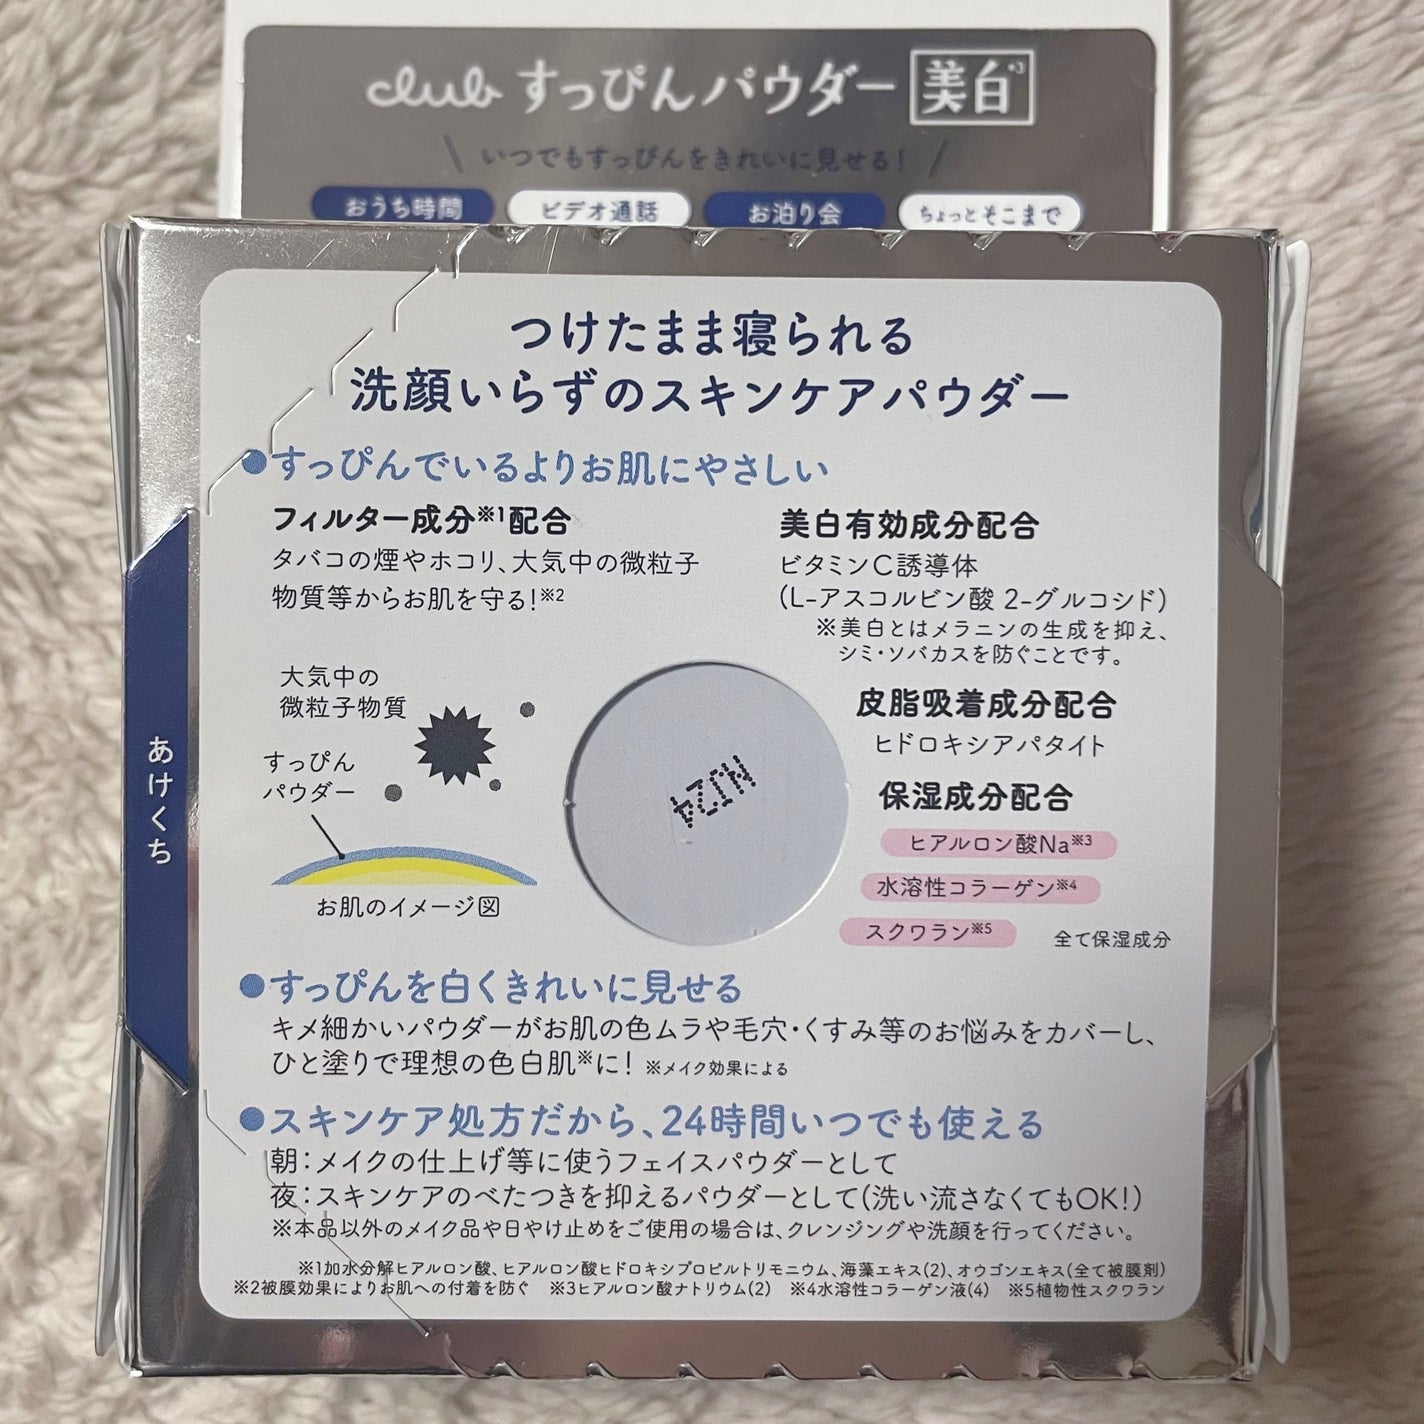 club すっぴんパウダー 美白*3
\ いつでもすっぴんをきれいに見せる! /
おうち時間 ビデオ通話 お泊り会 ちょっとそこまで
つけたまま寝られる
洗顔いらずのスキンケアパウダー
●すっぴんでいるよりお肌にやさしい
フィルター成分※1配合
タバコの煙やホコリ、大気中の微粒子
物質等からお肌を守る!※2
美白有効成分配合
ビタミンC誘導体
(L-アスコルビン酸 2-グルコシド)
※美白とはメラニンの生成を抑え、
シミ・ソバカスを防ぐことです。
大気中の
微粒子物質
すっぴん
パウダー
お肌のイメージ図
皮脂吸着成分配合
ヒドロキシアパタイト
保湿成分配合
ヒアルロン酸Na※3
水溶性コラーゲン※4
スクワラン※5
全て保湿成分
あけくち
●すっぴんを白くきれいに見せる
キメ細かいパウダーがお肌の色ムラや毛穴・くすみ等のお悩みをカバーし、
ひと塗りで理想の色白肌※に! ※メイク効果による
●スキンケア処方だから、24時間いつでも使える
朝:メイクの仕上げ等に使うフェイスパウダーとして
夜:スキンケアのべたつきを抑えるパウダーとして(洗い流さなくてもOK!)
※本品以外のメイク品や日やけ止めをご使用の場合は、クレンジングや洗顔を行ってください。
※1加水分解ヒアルロン酸、ヒアルロン酸ヒドロキシプロピルトリモニウム、海藻エキス(2)、オウゴンエキス(全て被膜剤)
※2被膜効果によりお肌への付着を防ぐ ※3ヒアルロン酸ナトリウム(2) ※4水溶性コラーゲン液(4) ※5植物性スクワラン